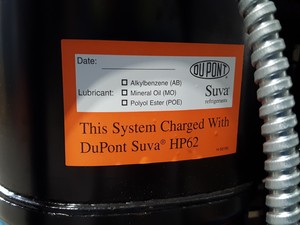 Date:
DU PONT
Lubricant:
☐ Alkylbenzene (AB)
☐ Mineral Oil (MO)
☐ Polyol Ester (POE)
Suva®
refrigerants
This System Charged With
DuPont Suva® HP62